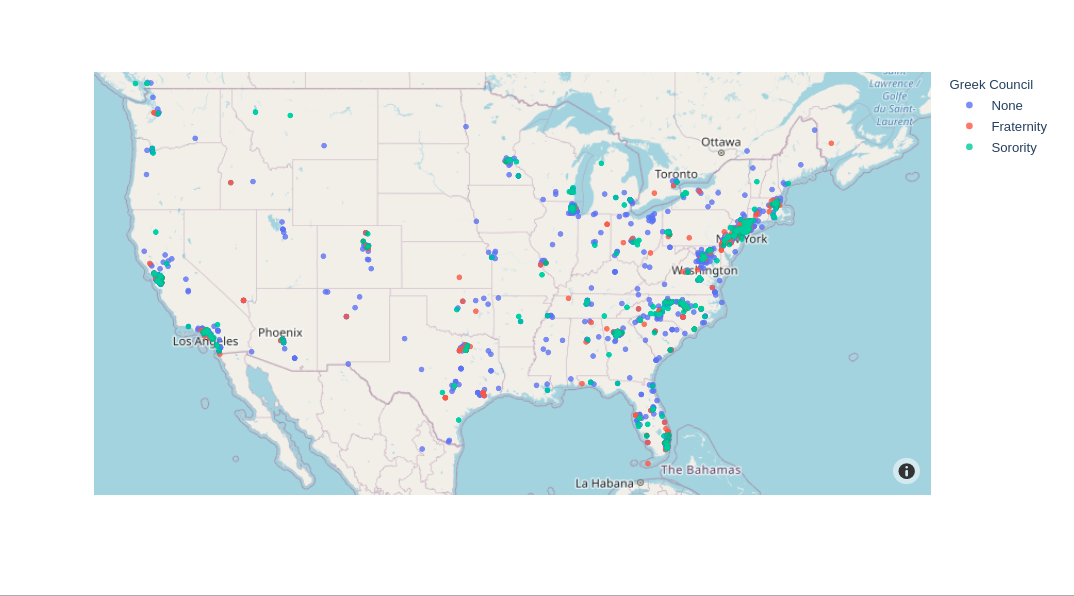 Greek Council
None
Fraternity
Sorority
Lawrence /
Golfe
du Saint-
Laurent
Ottawa
Toronto
New York
Washington
Phoenix
Los Angeles
The Bahamas
La Habana